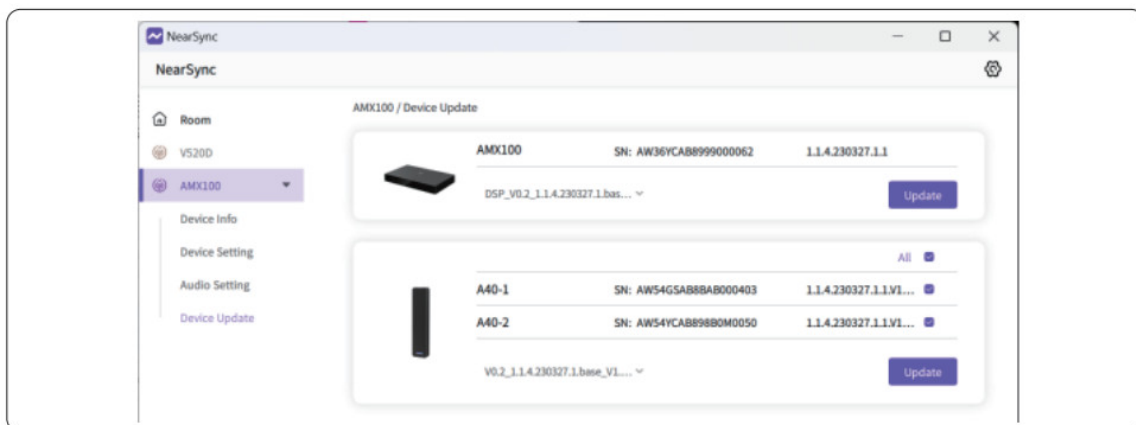 NearSync
NearSync
Room
V520D
AMX100
Device Info
Device Setting
Audio Setting
Device Update
AMX100 / Device Update
AMX100 SN: AW36YCAB8999000062 1.1.4.230327.1.1
DSP_V0.2_1.1.4.230327.1.bas...
Update
All
A40-1 SN: AW54GSAB8BAB000403 1.1.4.230327.1.1.V1...
A40-2 SN: AW54YCAB898B0M0050 1.1.4.230327.1.1.V1...
V0.2_1.1.4.230327.1.base_V1....
Update